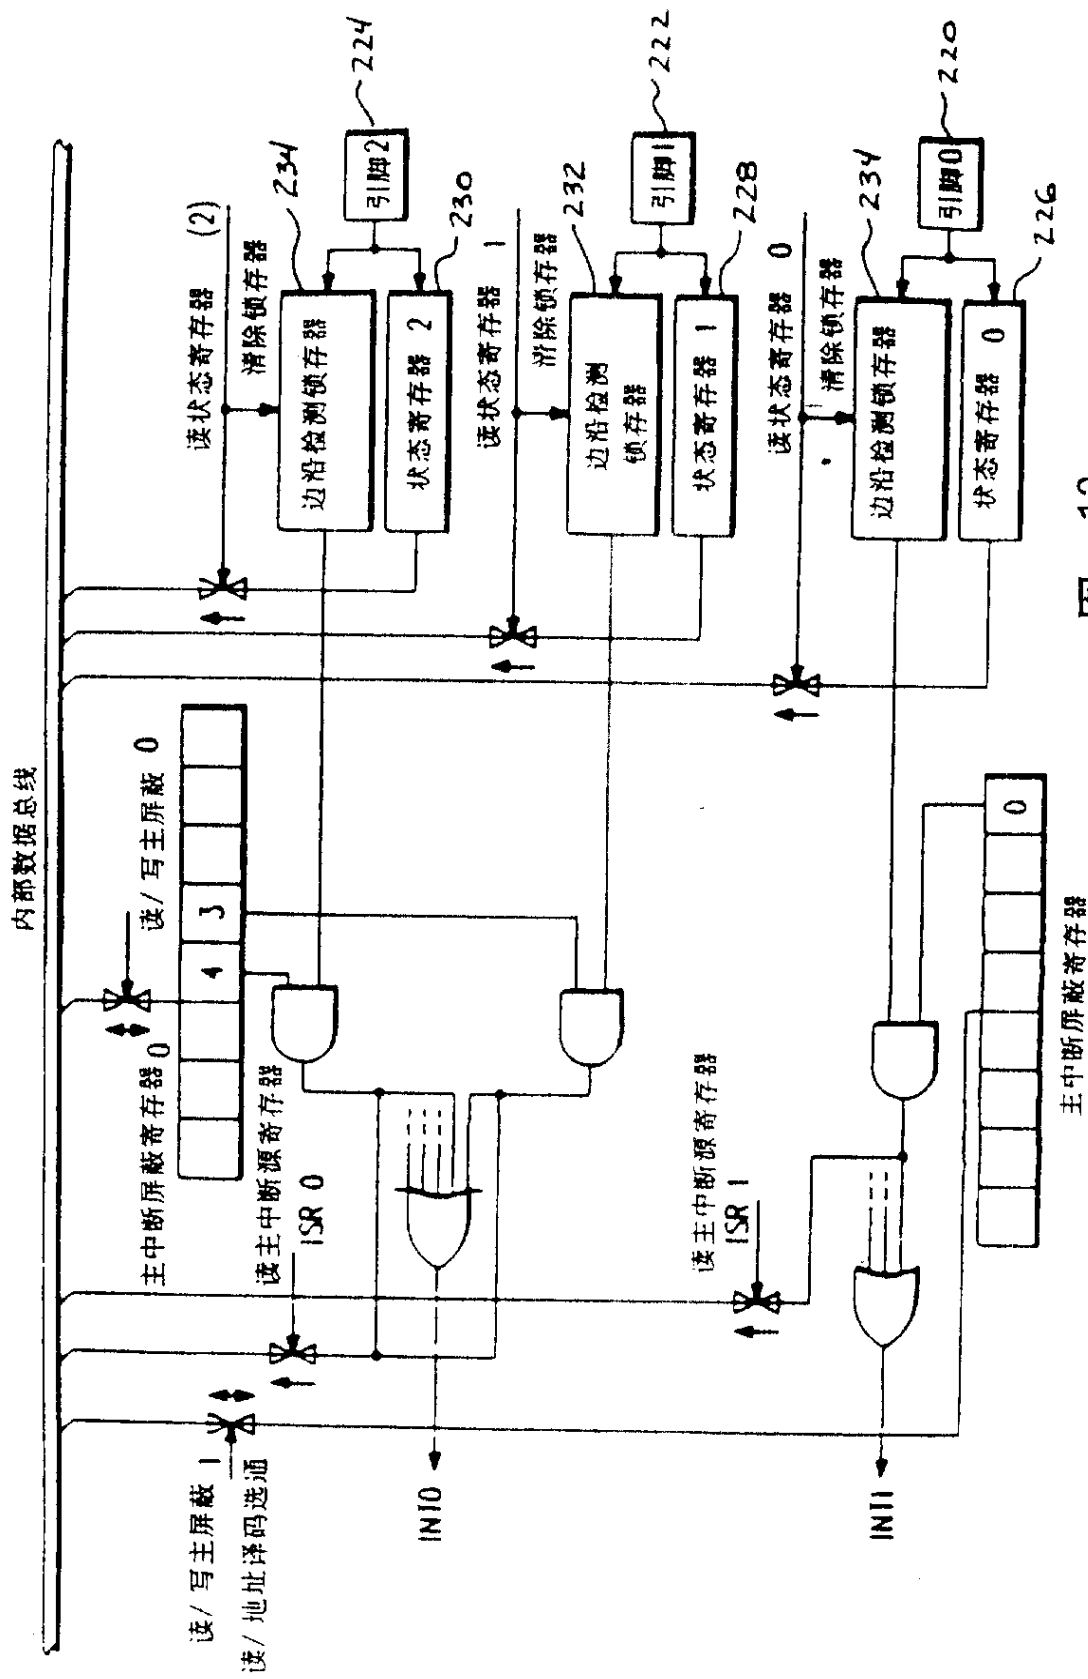 内部数据总线
读/写主屏蔽 1
读/地址译码选通
主中断屏蔽寄存器0
读/写主屏蔽 0
4
3
读主中断源寄存器
ISR 0
INT0
读状态寄存器 (2)
清除锁存器
234
边沿检测锁存器
状态寄存器 2
230
引脚2
224
读状态寄存器 1
清除锁存器
232
边沿检测
锁存器
状态寄存器 1
228
引脚1
222
读主中断源寄存器
ISR 1
INT1
读状态寄存器 0
清除锁存器
234
边沿检测锁存器
状态寄存器 0
226
引脚0
220
0
主中断屏蔽寄存器